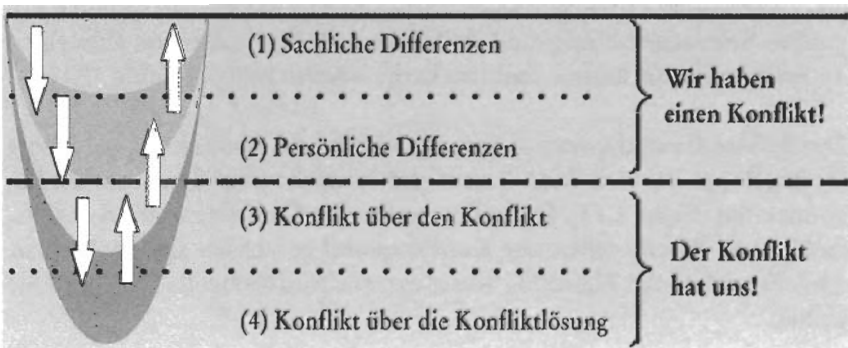 (1) Sachliche Differenzen
Wir haben
einen Konflikt!
(2) Persönliche Differenzen
(3) Konflikt über den Konflikt
Der Konflikt
hat uns!
(4) Konflikt über die Konfliktlösung